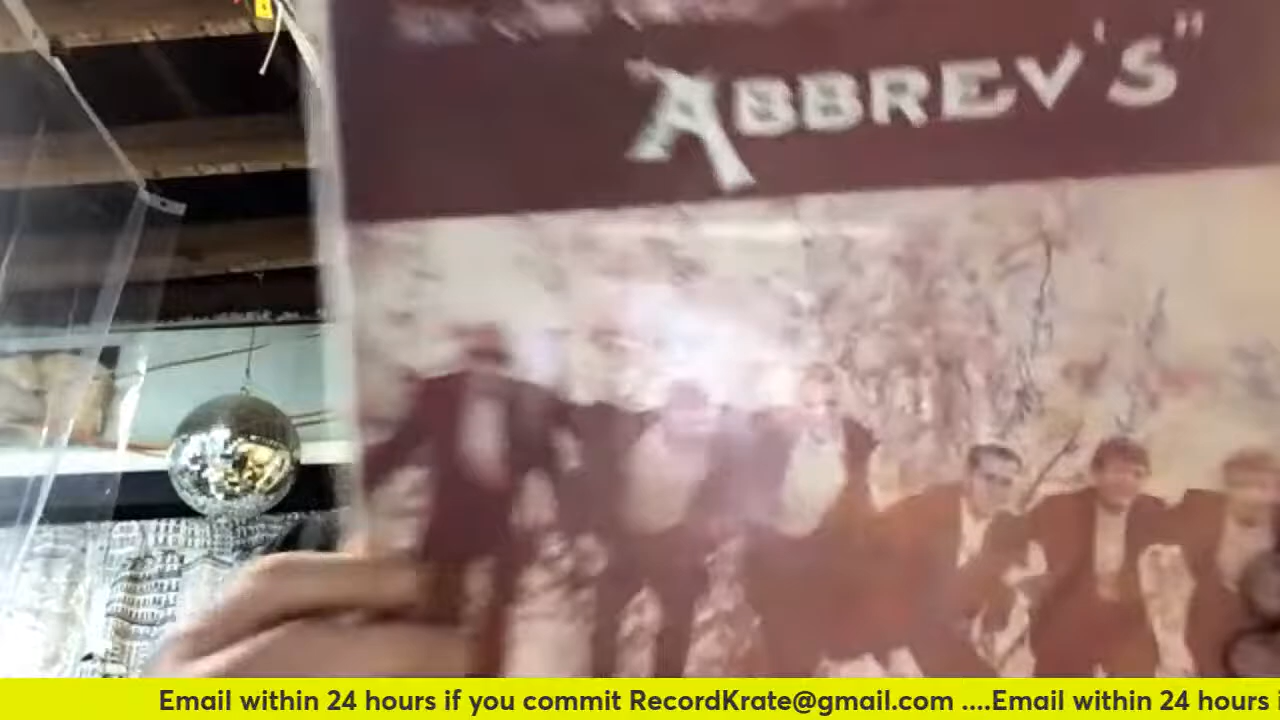 ABBREV'S"
Email within 24 hours if you commit RecordKrate@gmail.com ....Email within 24 hours i